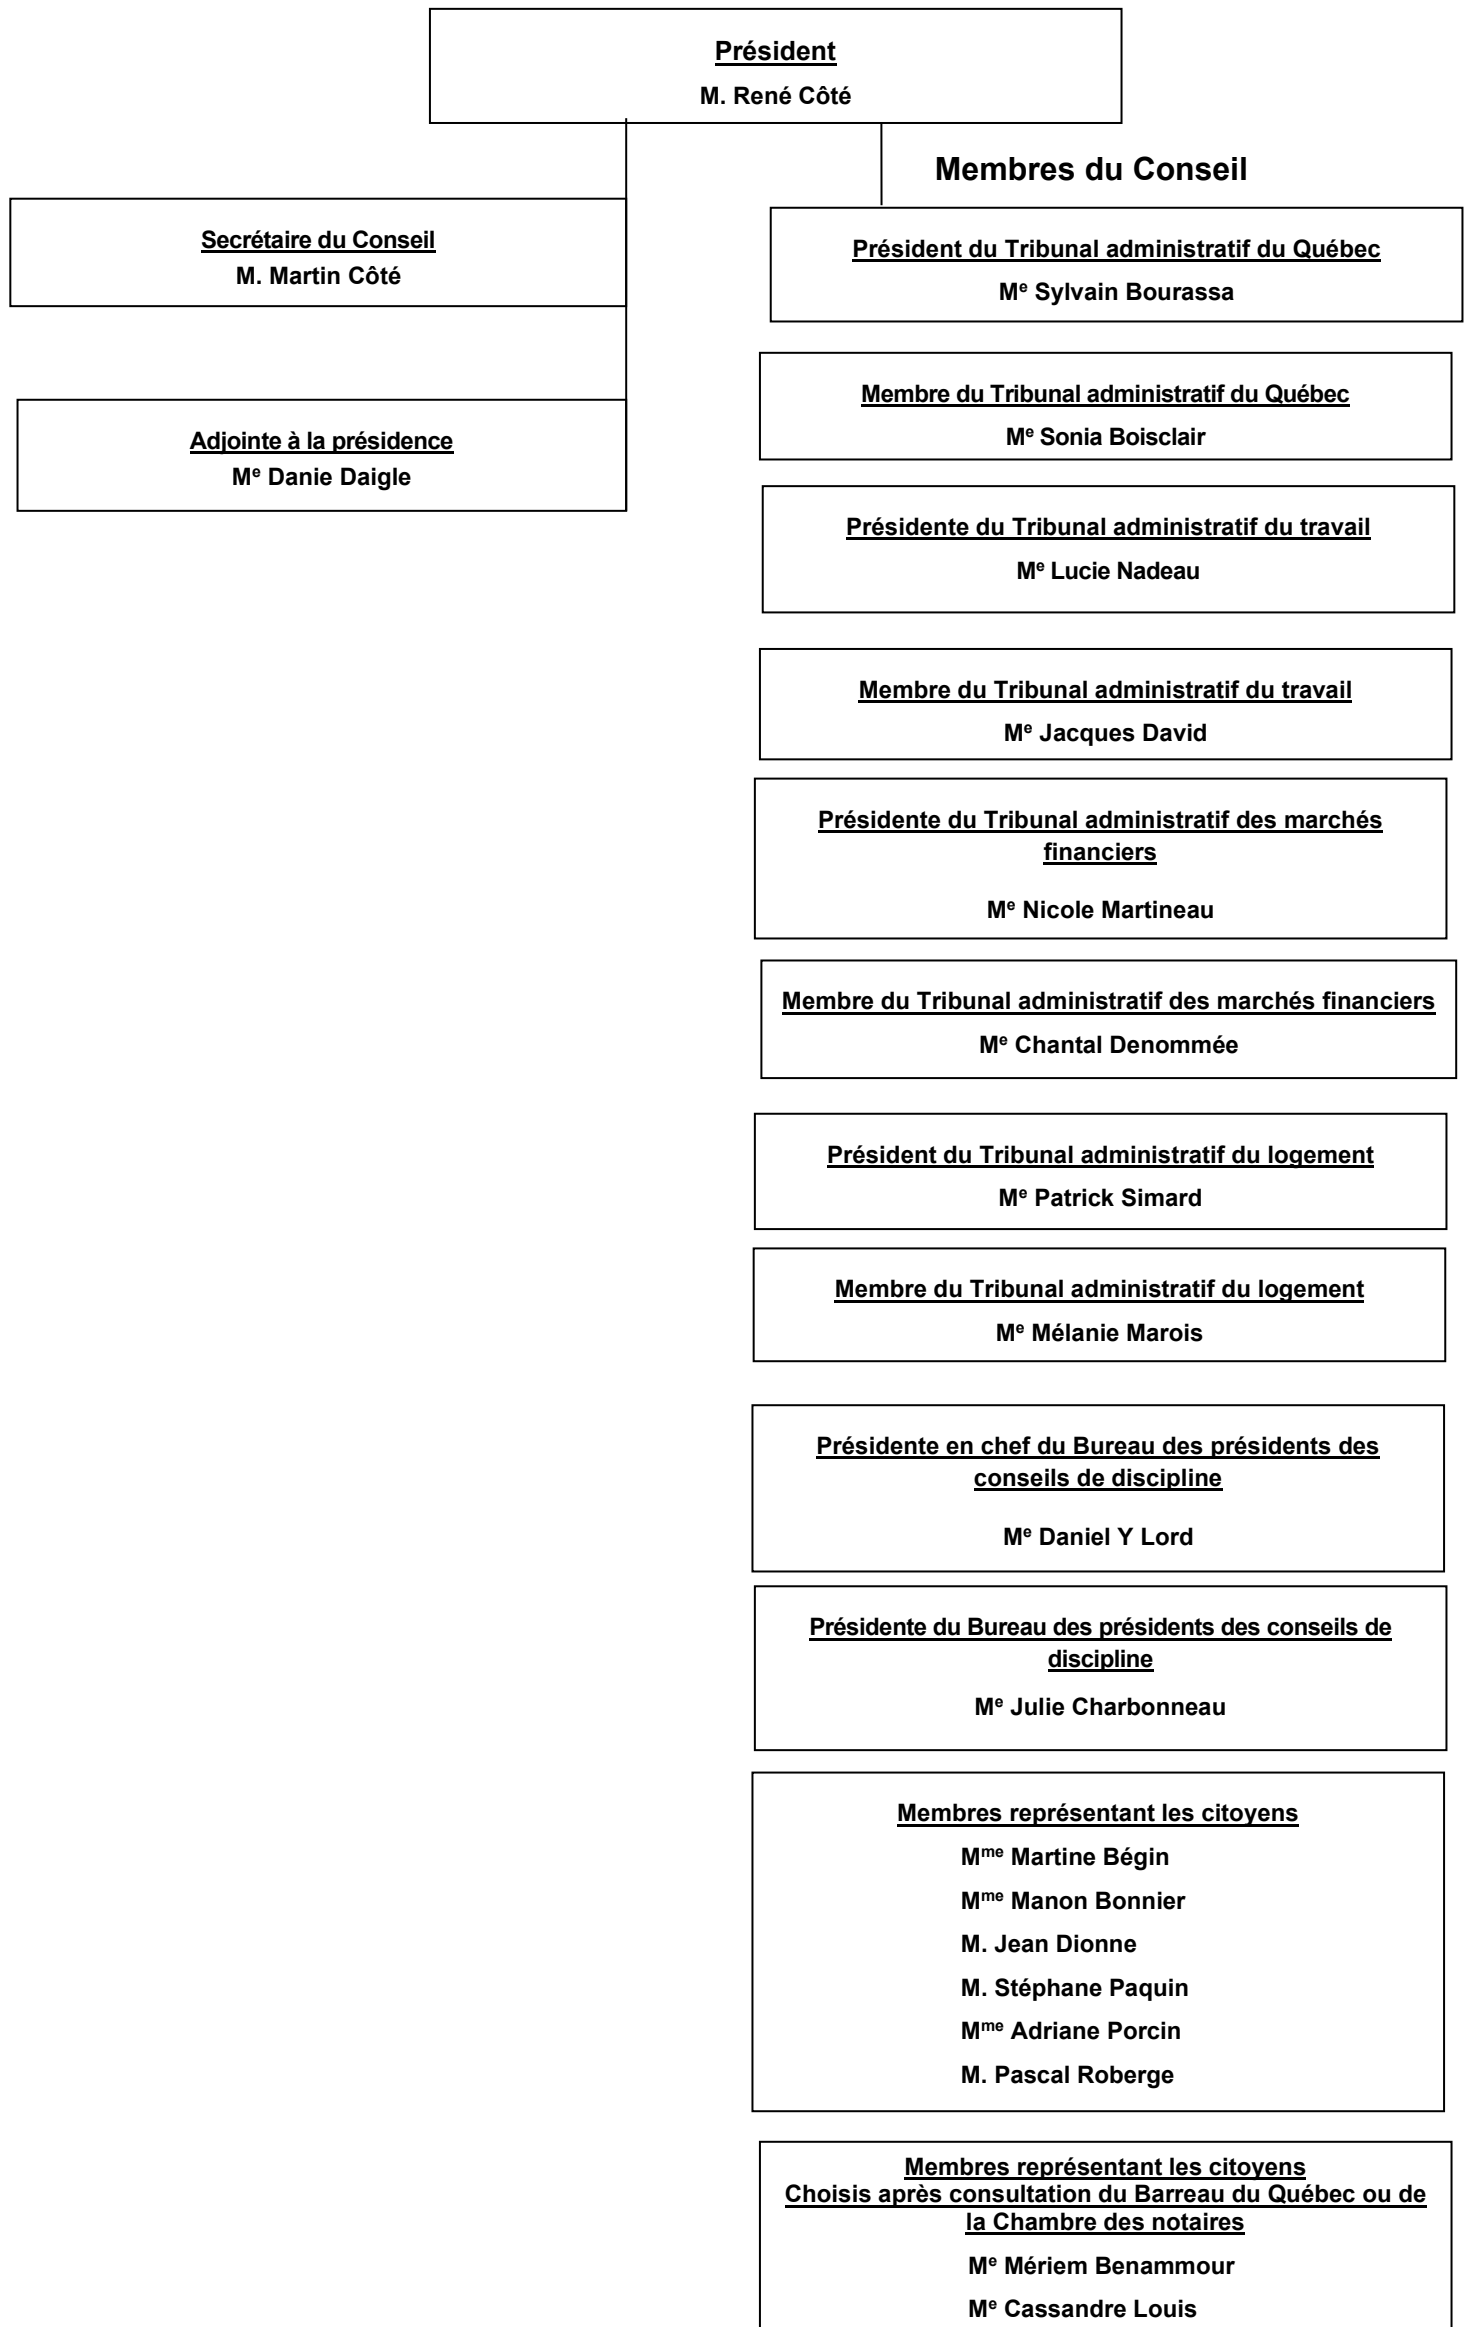 Président
M. René Côté
Membres du Conseil
Secrétaire du Conseil
M. Martin Côté
Adjointe à la présidence
Me Danie Daigle
Président du Tribunal administratif du Québec
Me Sylvain Bourassa
Membre du Tribunal administratif du Québec
Me Sonia Boisclair
Présidente du Tribunal administratif du travail
Me Lucie Nadeau
Membre du Tribunal administratif du travail
Me Jacques David
Présidente du Tribunal administratif des marchés
financiers
Me Nicole Martineau
Membre du Tribunal administratif des marchés financiers
Me Chantal Denommée
Président du Tribunal administratif du logement
Me Patrick Simard
Membre du Tribunal administratif du logement
Me Mélanie Marois
Présidente en chef du Bureau des présidents des
conseils de discipline
Me Daniel Y Lord
Présidente du Bureau des présidents des conseils de
discipline
Me Julie Charbonneau
Membres représentant les citoyens
Mme Martine Bégin
Mme Manon Bonnier
M. Jean Dionne
M. Stéphane Paquin
Mme Adriane Porcin
M. Pascal Roberge
Membres représentant les citoyens
Choisis après consultation du Barreau du Québec ou de
la Chambre des notaires
Me Mériem Benammour
Me Cassandre Louis